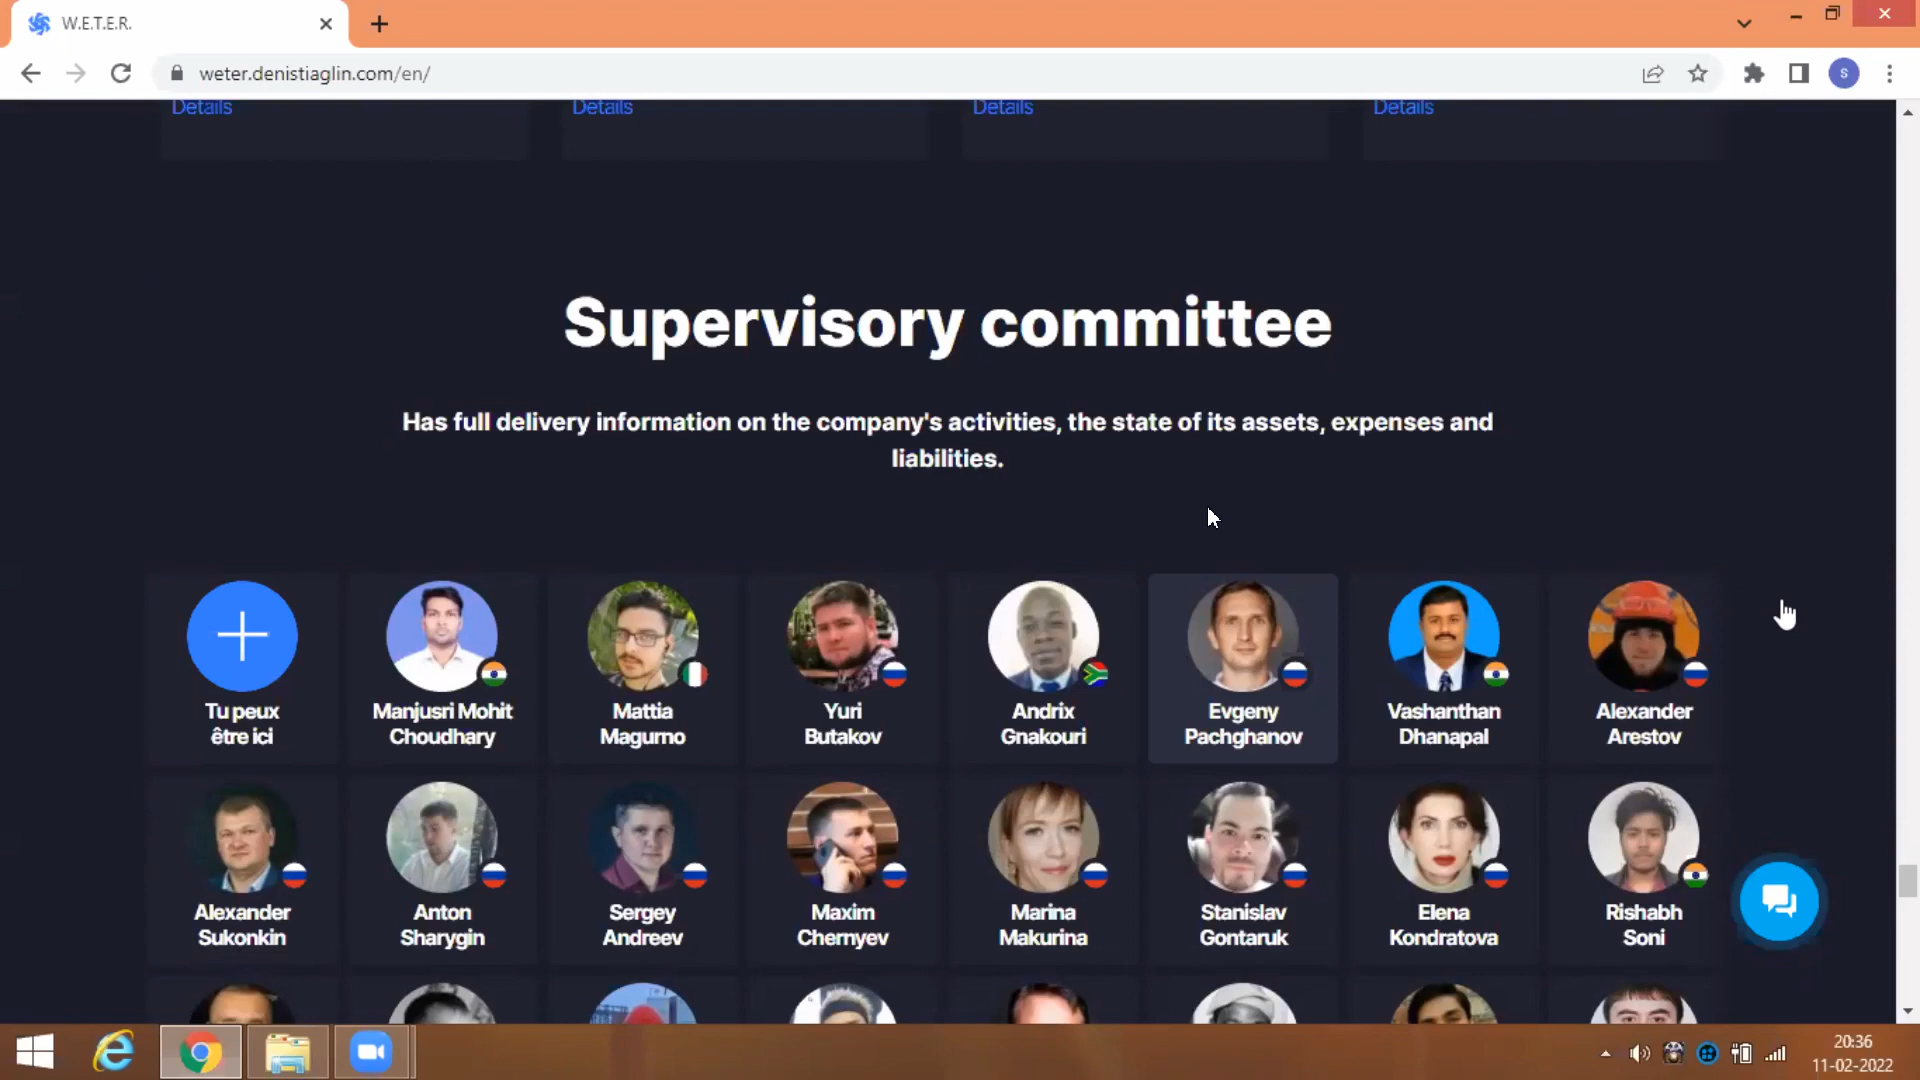 W.E.T.E.R.
weter.denistiaglin.com/en/
S
Details Details Details Details
Supervisory committee
Has full delivery information on the company's activities, the state of its assets, expenses and
liabilities.
Tu peux
être ici
Manjusri Mohit
Choudhary
Mattia
Magurno
Yuri
Butakov
Andrix
Gnakouri
Evgeny
Pachghanov
Vashanthan
Dhanapal
Alexander
Arestov
Alexander
Sukonkin
Anton
Sharygin
Sergey
Andreev
Maxim
Chernyev
Marina
Makurina
Stanislav
Gontaruk
Elena
Kondratova
Rishabh
Soni
20:36
11-02-2022